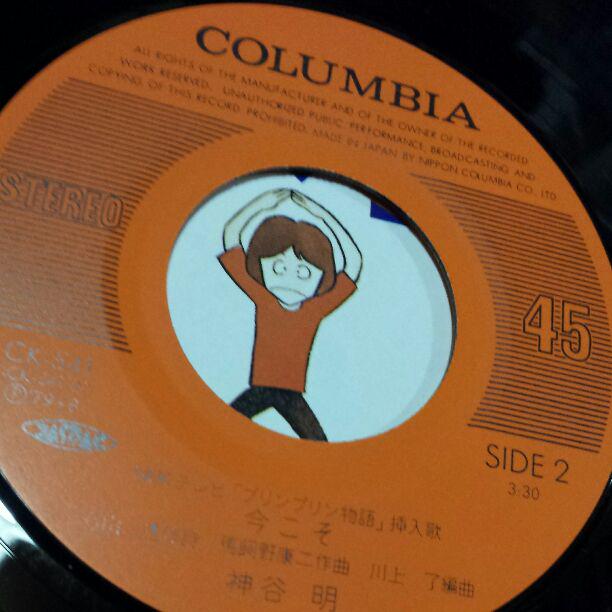 COLUMBIA
ALL RIGHTS OF THE MANUFACTURER AND OF THE OWNER OF THE RECORDED
WORK RESERVED. UNAUTHORIZED PUBLIC PERFORMANCE, BROADCASTING AND
COPYING OF THIS RECORD PROHIBITED. MADE IN JAPAN BY NIPPON COLUMBIA CO., LTD
STEREO
45
SIDE 2
3:30
テレビ「プリンプリン物語」挿入歌
今こそ
作曲 川上 了編曲
神谷 明